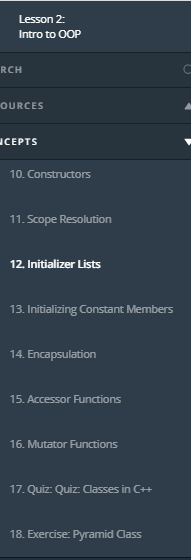 Lesson 2:
Intro to OOP
RCH
OURCES
NCEPTS
10. Constructors
11. Scope Resolution
12. Initializer Lists
13. Initializing Constant Members
14. Encapsulation
15. Accessor Functions
16. Mutator Functions
17. Quiz: Quiz: Classes in C++
18. Exercise: Pyramid Class